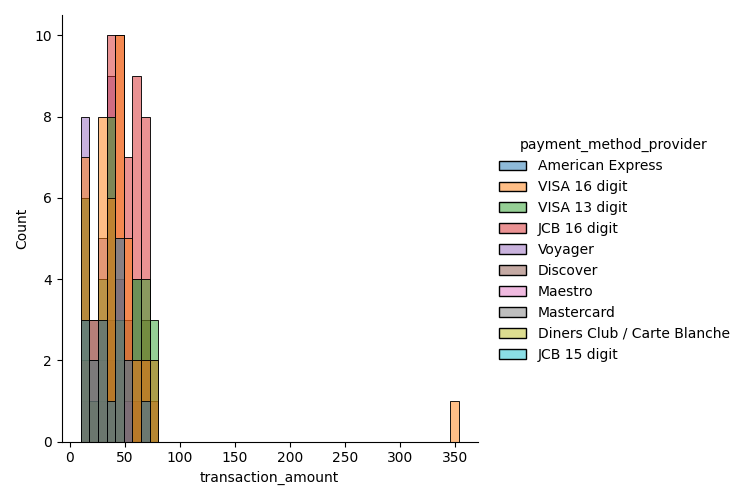 10
8
6
4
2
0
Count
0 50 100 150 200 250 300 350
transaction_amount
payment_method_provider
American Express
VISA 16 digit
VISA 13 digit
JCB 16 digit
Voyager
Discover
Maestro
Mastercard
Diners Club / Carte Blanche
JCB 15 digit